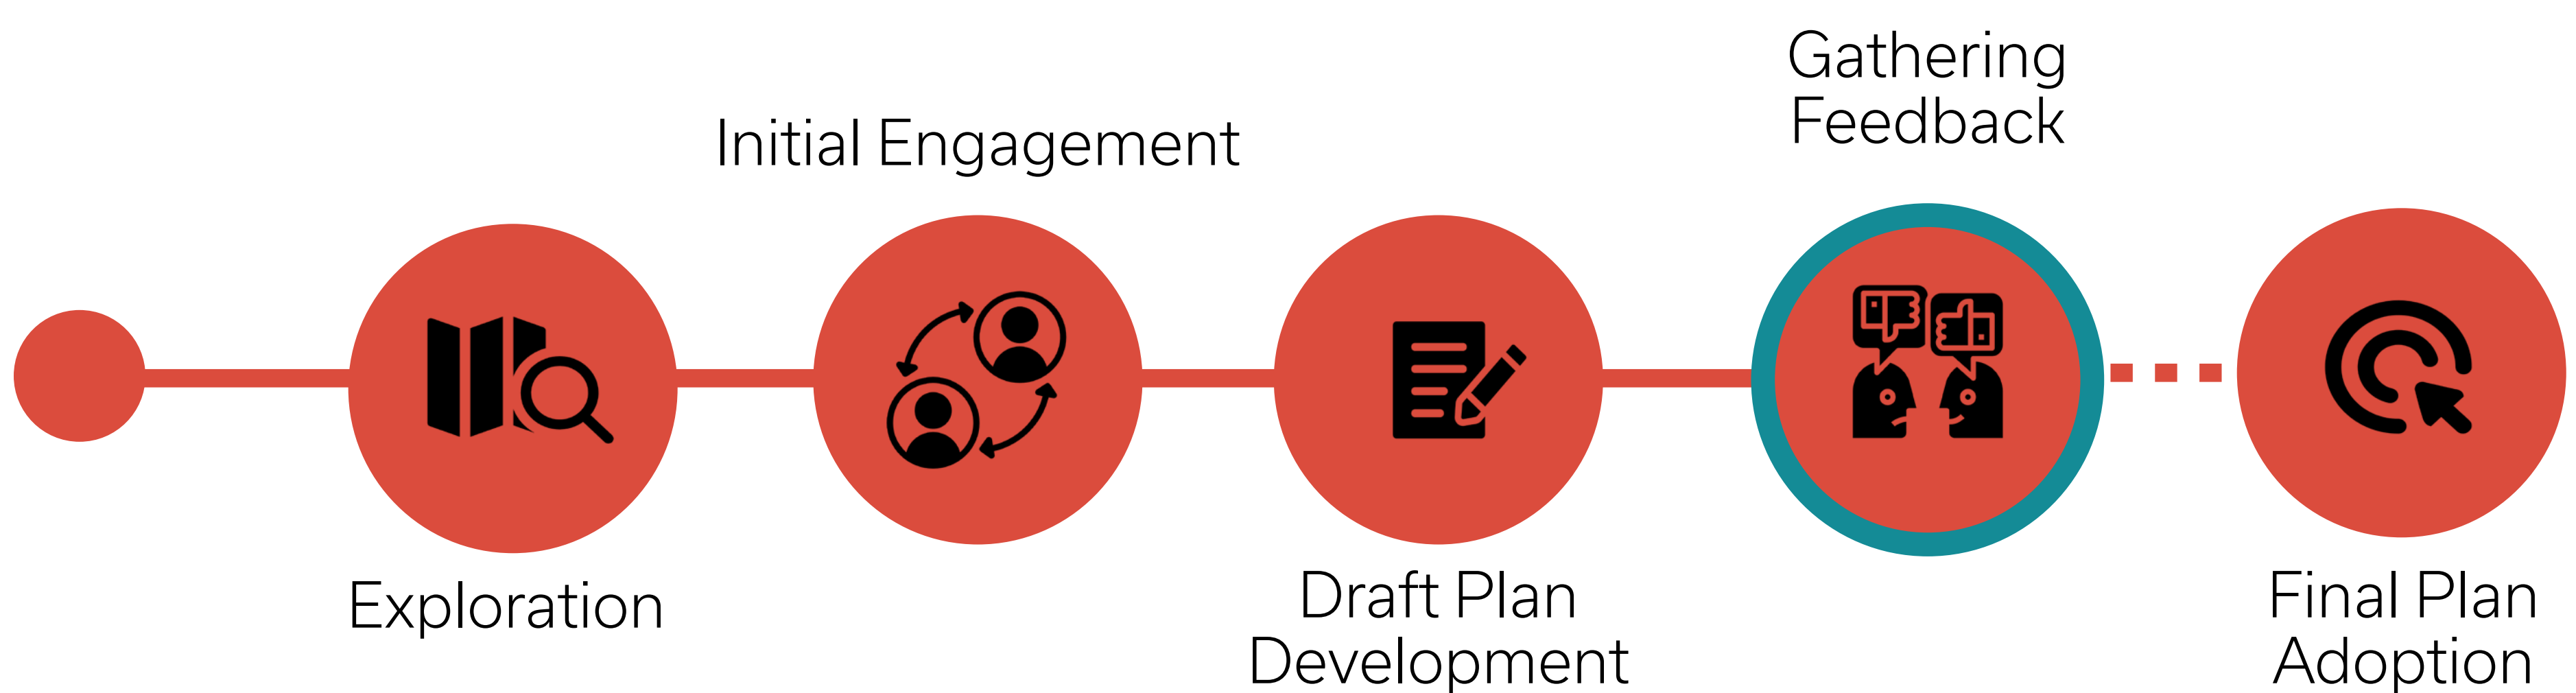 Exploration
Initial Engagement
Draft Plan
Development
Gathering
Feedback
Final Plan
Adoption